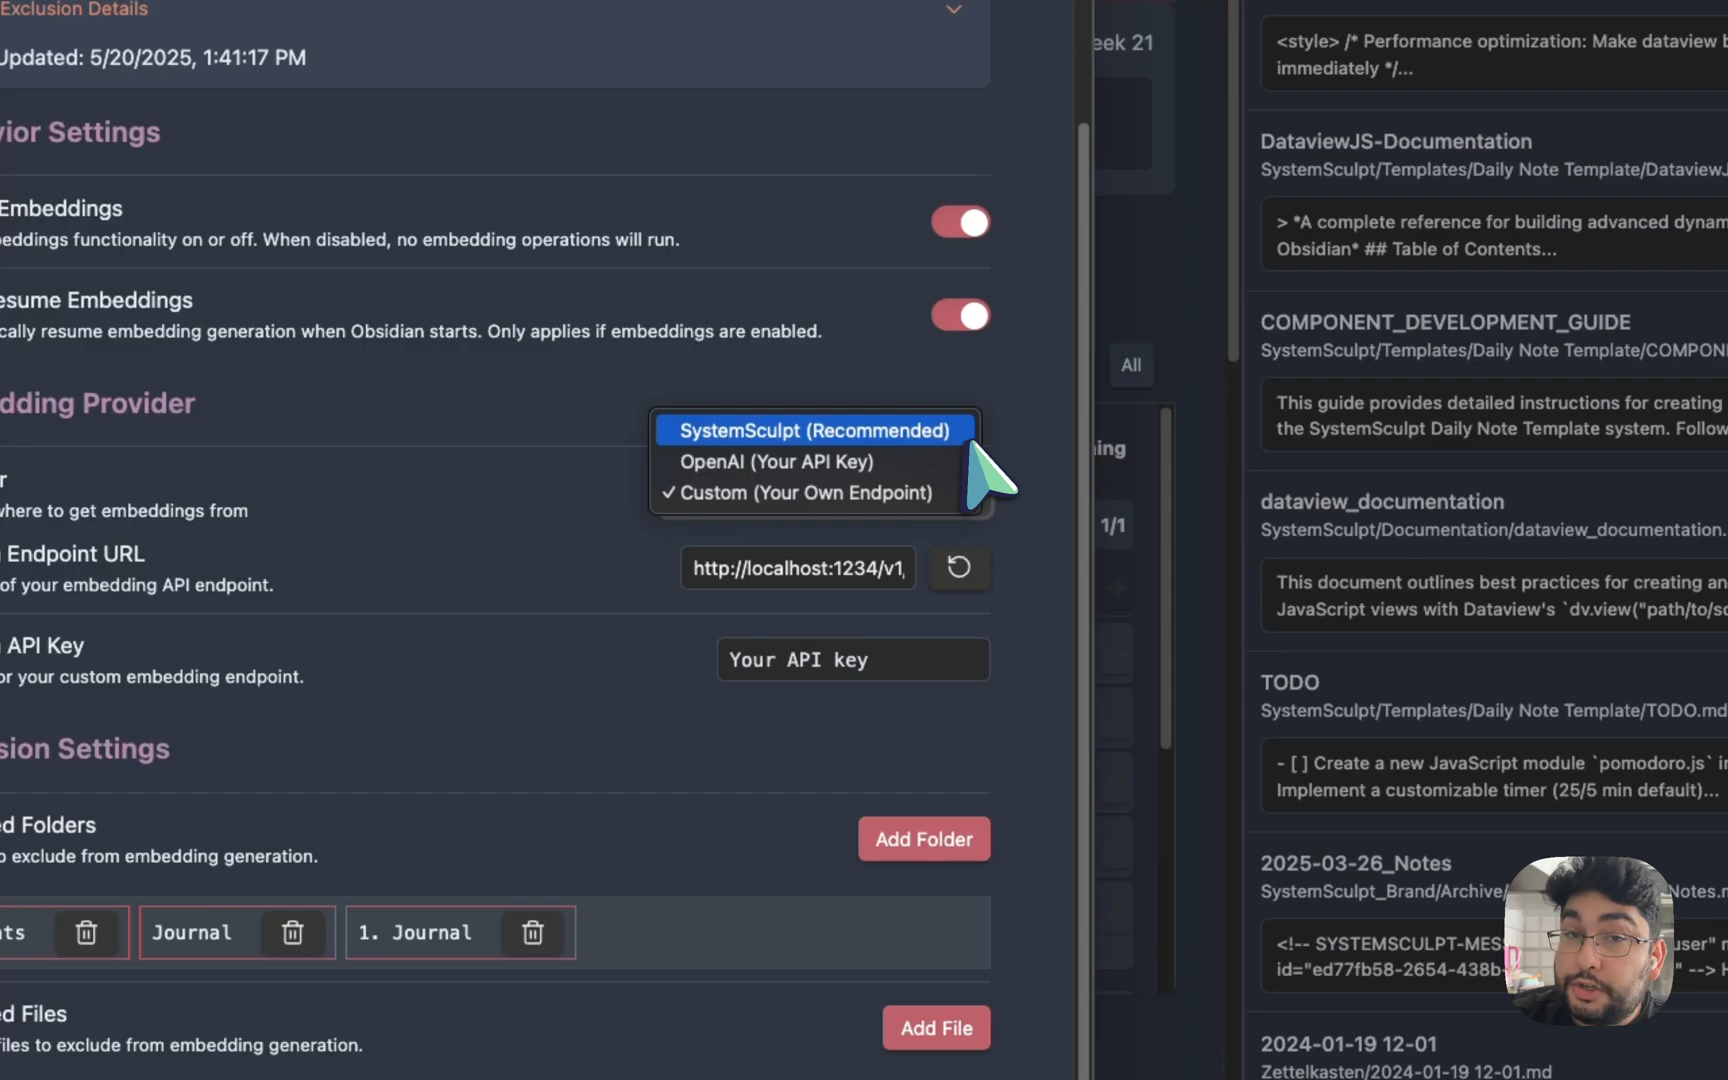 Exclusion Details
Updated: 5/20/2025, 1:41:17 PM
vior Settings
Embeddings
eddings functionality on or off. When disabled, no embedding operations will run.
esume Embeddings
cally resume embedding generation when Obsidian starts. Only applies if embeddings are enabled.
dding Provider
SystemSculpt (Recommended)
OpenAI (Your API Key)
✓ Custom (Your Own Endpoint)
r
where to get embeddings from
Endpoint URL
of your embedding API endpoint.
http://localhost:1234/v1,
API Key
or your custom embedding endpoint.
Your API key
sion Settings
ed Folders
o exclude from embedding generation.
Add Folder
ts
Journal
1. Journal
ed Files
files to exclude from embedding generation.
Add File
eek 21
All
ing
1/1
<style> /* Performance optimization: Make dataview b
immediately */...
DataviewJS-Documentation
SystemSculpt/Templates/Daily Note Template/DataviewJ
> *A complete reference for building advanced dynam
Obsidian* ## Table of Contents...
COMPONENT_DEVELOPMENT_GUIDE
SystemSculpt/Templates/Daily Note Template/COMPON
This guide provides detailed instructions for creating
the SystemSculpt Daily Note Template system. Follow
dataview_documentation
SystemSculpt/Documentation/dataview_documentation.
This document outlines best practices for creating an
JavaScript views with Dataview's `dv.view("path/to/sc
TODO
SystemSculpt/Templates/Daily Note Template/TODO.md
- [ ] Create a new JavaScript module `pomodoro.js` i
Implement a customizable timer (25/5 min default)...
2025-03-26_Notes
SystemSculpt_Brand/Archive/ Notes.m
<!-- SYSTEMSCULPT-MES user" r
id="ed77fb58-2654-438b- " --> H
2024-01-19 12-01
Zettelkasten/2024-01-19 12-01.md